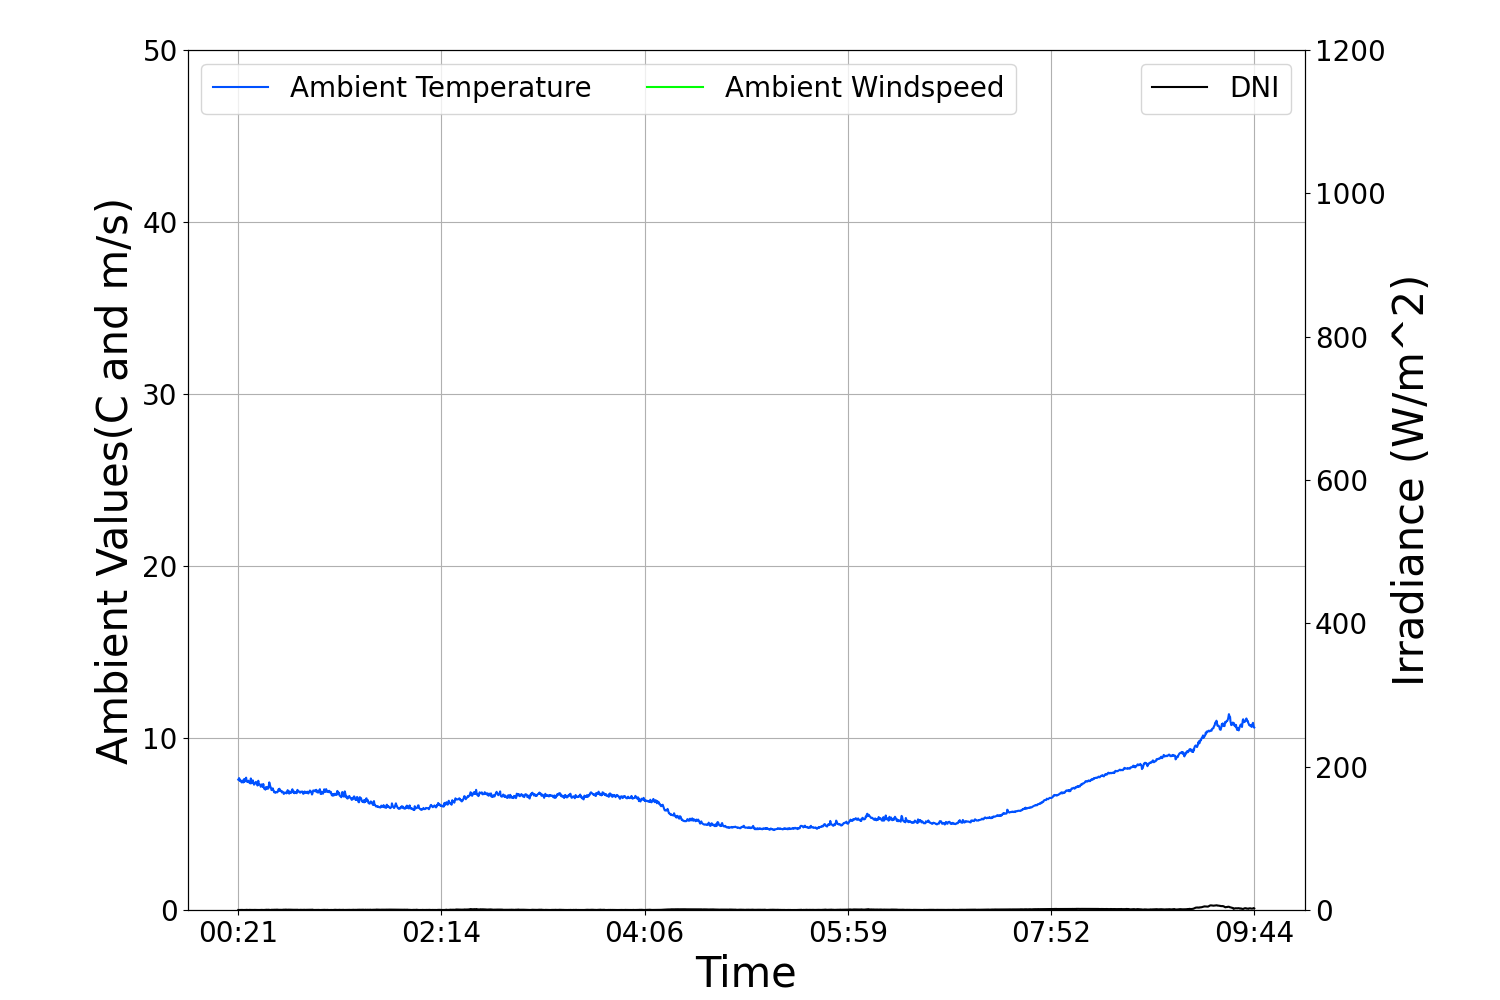 Ambient Temperature Ambient Windspeed DNI
Ambient Values(C and m/s)
50
40
30
20
10
0
1200
1000
800
600
400
200
0
Irradiance (W/m^2)
00:21 02:14 04:06 05:59 07:52 09:44
Time